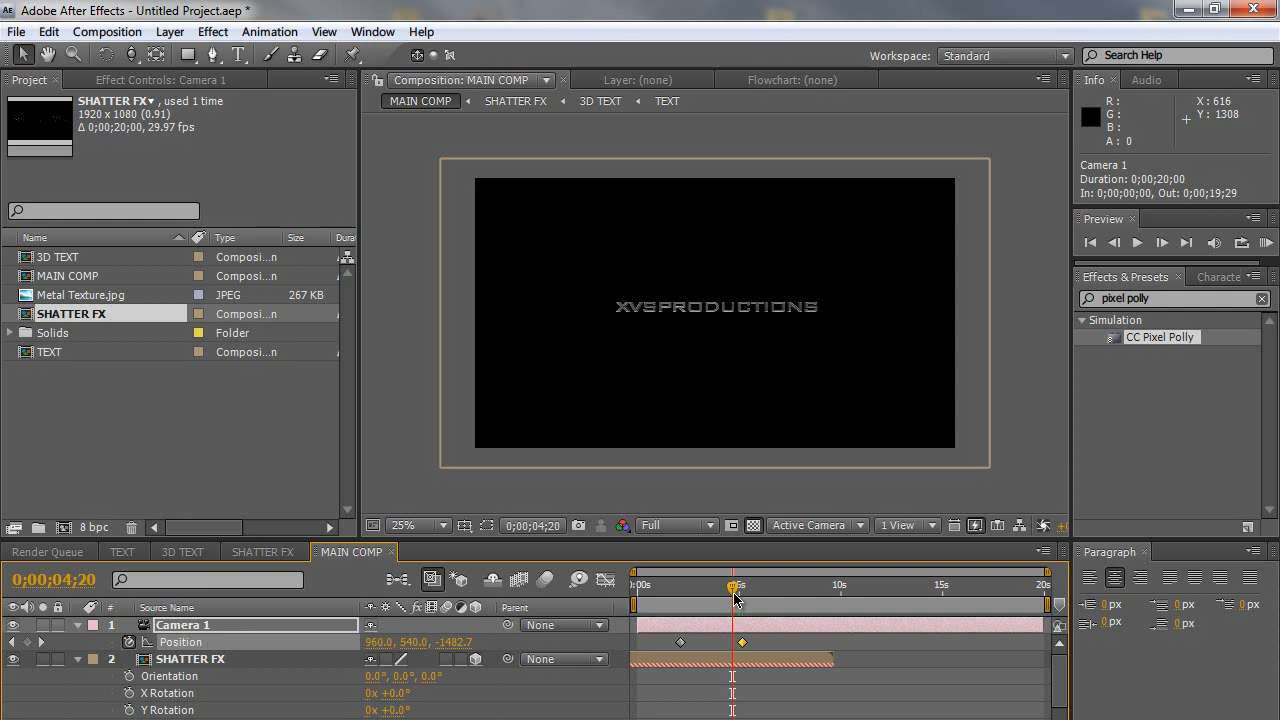 Adobe After Effects - Untitled Project.aep *
File Edit Composition Layer Effect Animation View Window Help
Workspace: Standard Search Help
Project Effect Controls: Camera 1
Composition: MAIN COMP Layer: (none) Flowchart: (none)
Info Audio
SHATTER FX▾, used 1 time
1920 x 1080 (0.91)
Δ 0;00;20;00, 29.97 fps
MAIN COMP SHATTER FX 3D TEXT TEXT
R :
G :
B :
A : 0
X : 616
Y : 1308
Camera 1
Duration: 0;00;20;00
In: 0;00;00;00, Out: 0;00;19;29
Preview
Name Type Size Dura
3D TEXT Composi...n
MAIN COMP Composi...n
Metal Texture.jpg JPEG 267 KB
SHATTER FX Composi...n
Solids Folder
TEXT Composi...n
XVSPRODUCTIONS
Effects & Presets Characte
pixel polly
Simulation
CC Pixel Polly
8 bpc
25% 0;00;04;20 Full Active Camera 1 View +0
Render Queue TEXT 3D TEXT SHATTER FX MAIN COMP
Paragraph
0;00;04;20
0:00s 5s 10s 15s 20s
# Source Name Parent
1 Camera 1 None
Position 960.0, 540.0, -1482.7
2 SHATTER FX None
Orientation 0.0°, 0.0°, 0.0°
X Rotation 0x +0.0°
Y Rotation 0x +0.0°
0 px 0 px 0 px
0 px 0 px